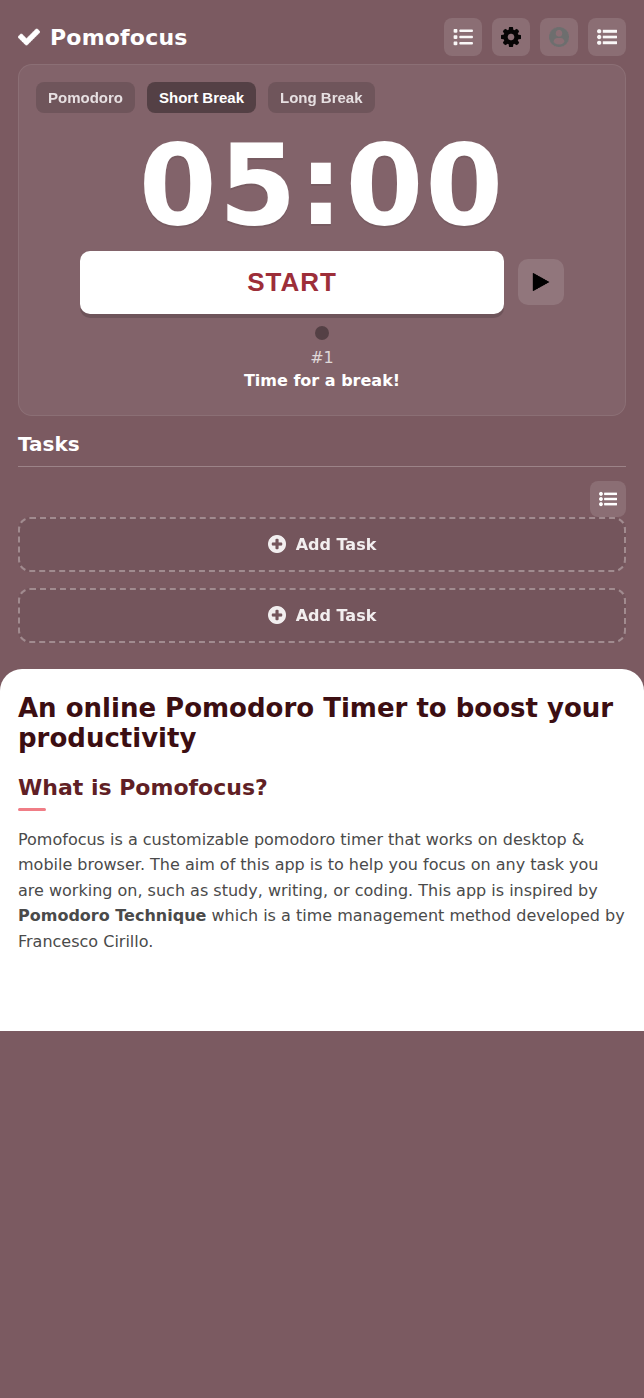 Pomofocus
Pomodoro
Short Break
Long Break
05:00
START
#1
Time for a break!
Tasks
Add Task
Add Task
An online Pomodoro Timer to boost your
productivity
What is Pomofocus?
Pomofocus is a customizable pomodoro timer that works on desktop &
mobile browser. The aim of this app is to help you focus on any task you
are working on, such as study, writing, or coding. This app is inspired by
Pomodoro Technique which is a time management method developed by
Francesco Cirillo.